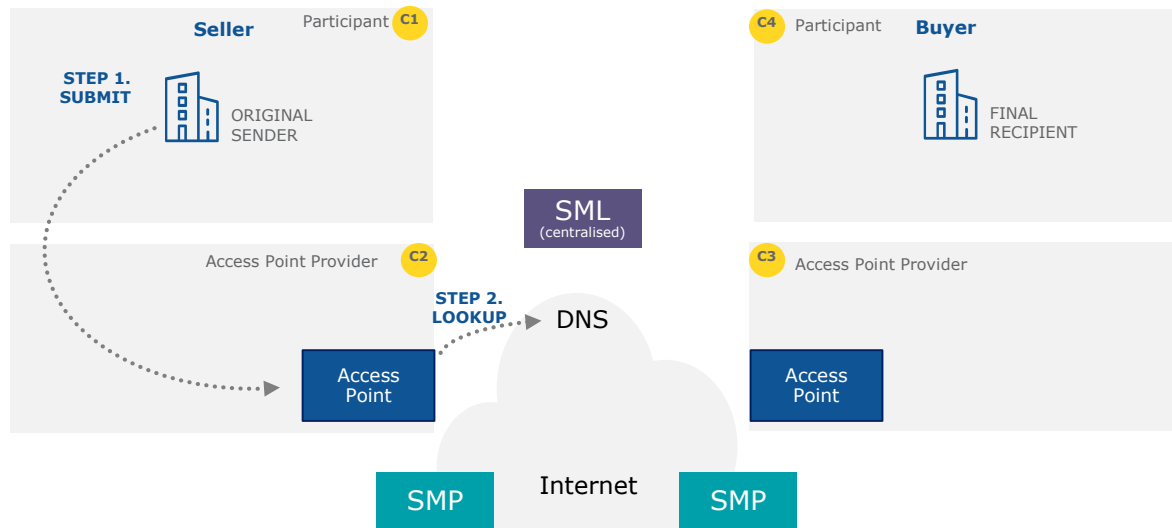 Participant C1
Seller
STEP 1.
SUBMIT
ORIGINAL
SENDER
C4 Participant
Buyer
FINAL
RECIPIENT
SML
(centralised)
Access Point Provider C2
C3 Access Point Provider
STEP 2.
LOOKUP
DNS
Access
Point
Access
Point
Internet
SMP
SMP